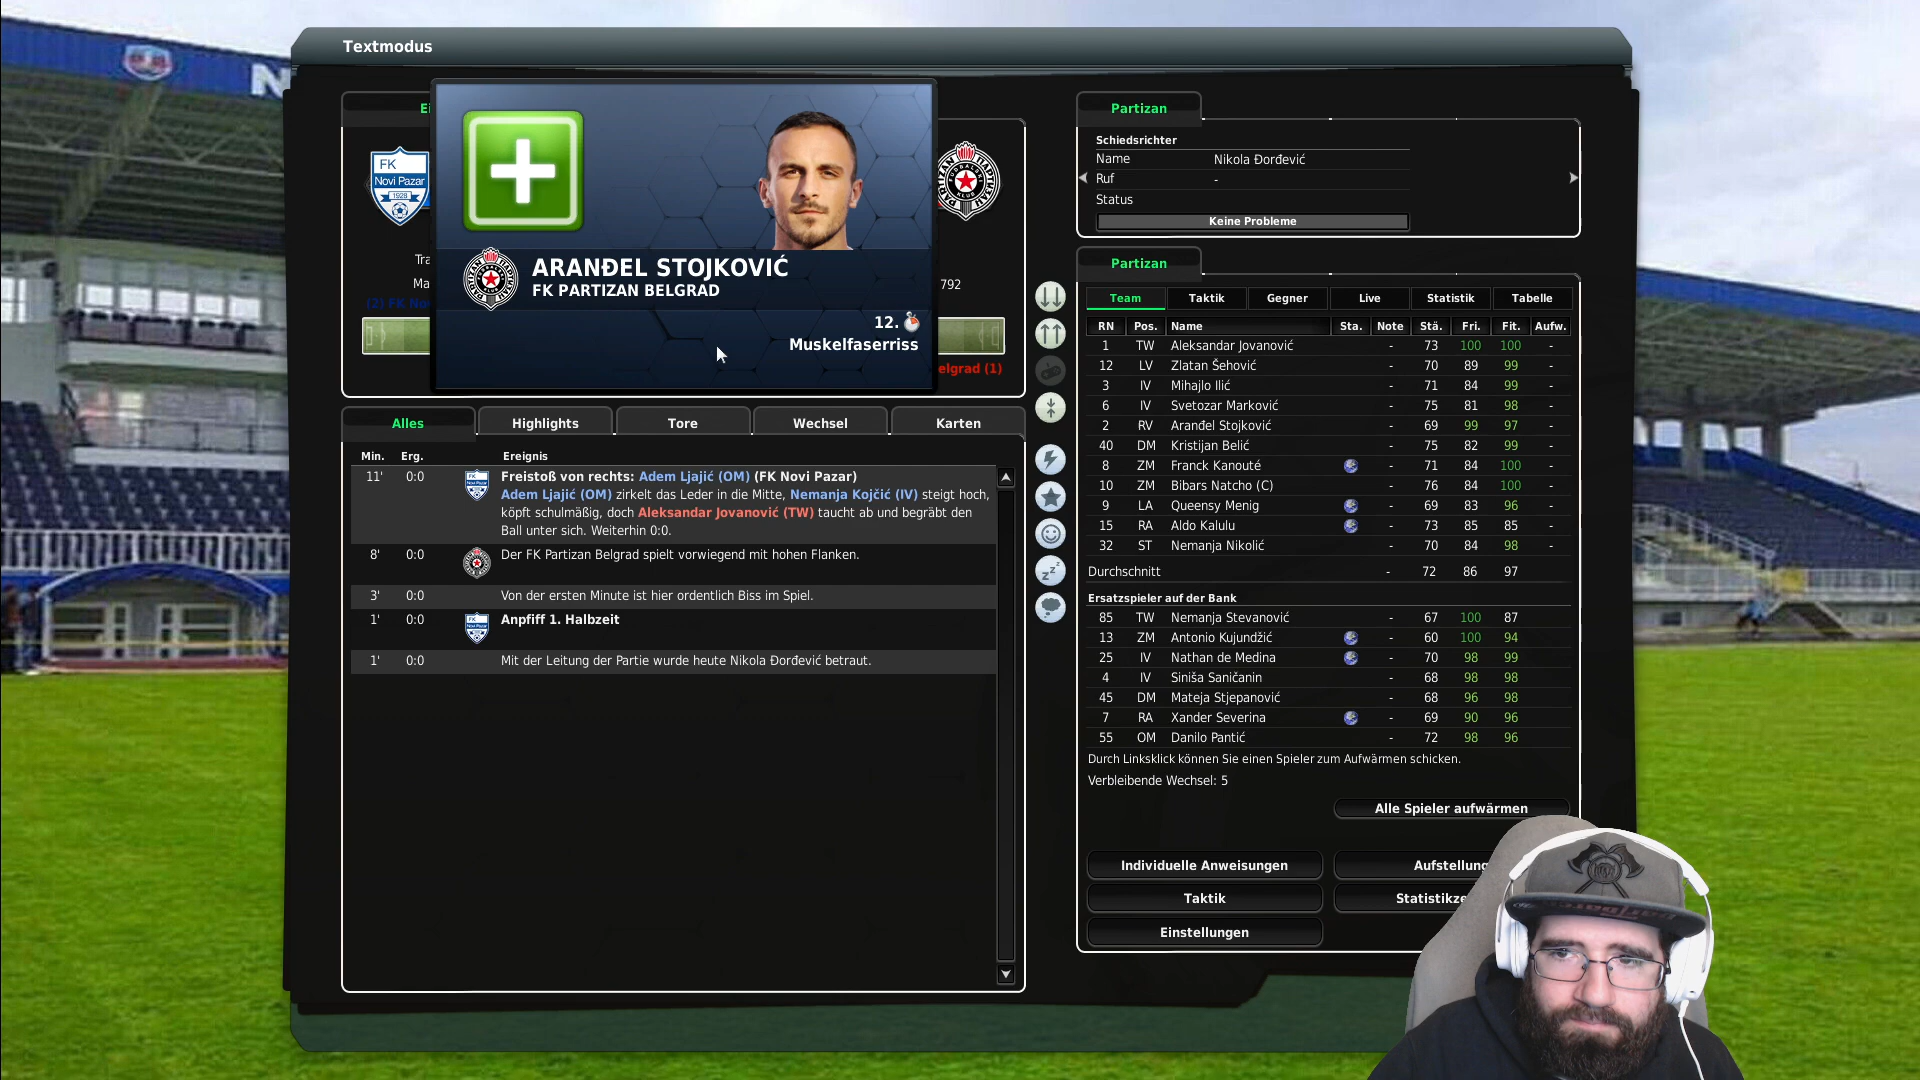 Textmodus
N
Ei
FK
Novi Pazar
1928
ARANĐEL STOJKOVIĆ
FK PARTIZAN BELGRAD
12.
Muskelfaserriss
Tra
Ma
792
(2) FK Nov
elgrad (1)
Alles Highlights Tore Wechsel Karten
Min. Erg. Ereignis
11' 0:0 Freistoß von rechts: Adem Ljajić (OM) (FK Novi Pazar)
Adem Ljajić (OM) zirkelt das Leder in die Mitte, Nemanja Kojčić (IV) steigt hoch,
köpft schulmäßig, doch Aleksandar Jovanović (TW) taucht ab und begräbt den
Ball unter sich. Weiterhin 0:0.
8' 0:0 Der FK Partizan Belgrad spielt vorwiegend mit hohen Flanken.
3' 0:0 Von der ersten Minute ist hier ordentlich Biss im Spiel.
1' 0:0 Anpfiff 1. Halbzeit
1' 0:0 Mit der Leitung der Partie wurde heute Nikola Đorđević betraut.
Partizan
Schiedsrichter
Name Nikola Đorđević
Ruf -
Status
Keine Probleme
Partizan
Team Taktik Gegner Live Statistik Tabelle
RN Pos. Name Sta. Note Stä. Fri. Fit. Aufw.
1 TW Aleksandar Jovanović - 73 100 100 -
12 LV Zlatan Šehović - 70 89 99 -
3 IV Mihajlo Ilić - 71 84 99 -
6 IV Svetozar Marković - 75 81 98 -
2 RV Aranđel Stojković - 69 99 97 -
40 DM Kristijan Belić - 75 82 99 -
8 ZM Franck Kanouté - 71 84 100 -
10 ZM Bibars Natcho (C) - 76 84 100 -
9 LA Queensy Menig - 69 83 96 -
15 RA Aldo Kalulu - 73 85 85 -
32 ST Nemanja Nikolić - 70 84 98 -
Durchschnitt - 72 86 97
Ersatzspieler auf der Bank
85 TW Nemanja Stevanović - 67 100 87
13 ZM Antonio Kujundžić - 60 100 94
25 IV Nathan de Medina - 70 98 99
4 IV Siniša Saničanin - 68 98 98
45 DM Mateja Stjepanović - 68 96 98
7 RA Xander Severina - 69 90 96
55 OM Danilo Pantić - 72 98 96
Durch Linksklick können Sie einen Spieler zum Aufwärmen schicken.
Verbleibende Wechsel: 5
Alle Spieler aufwärmen
Individuelle Anweisungen Aufstellung
Taktik Statistikze
Einstellungen